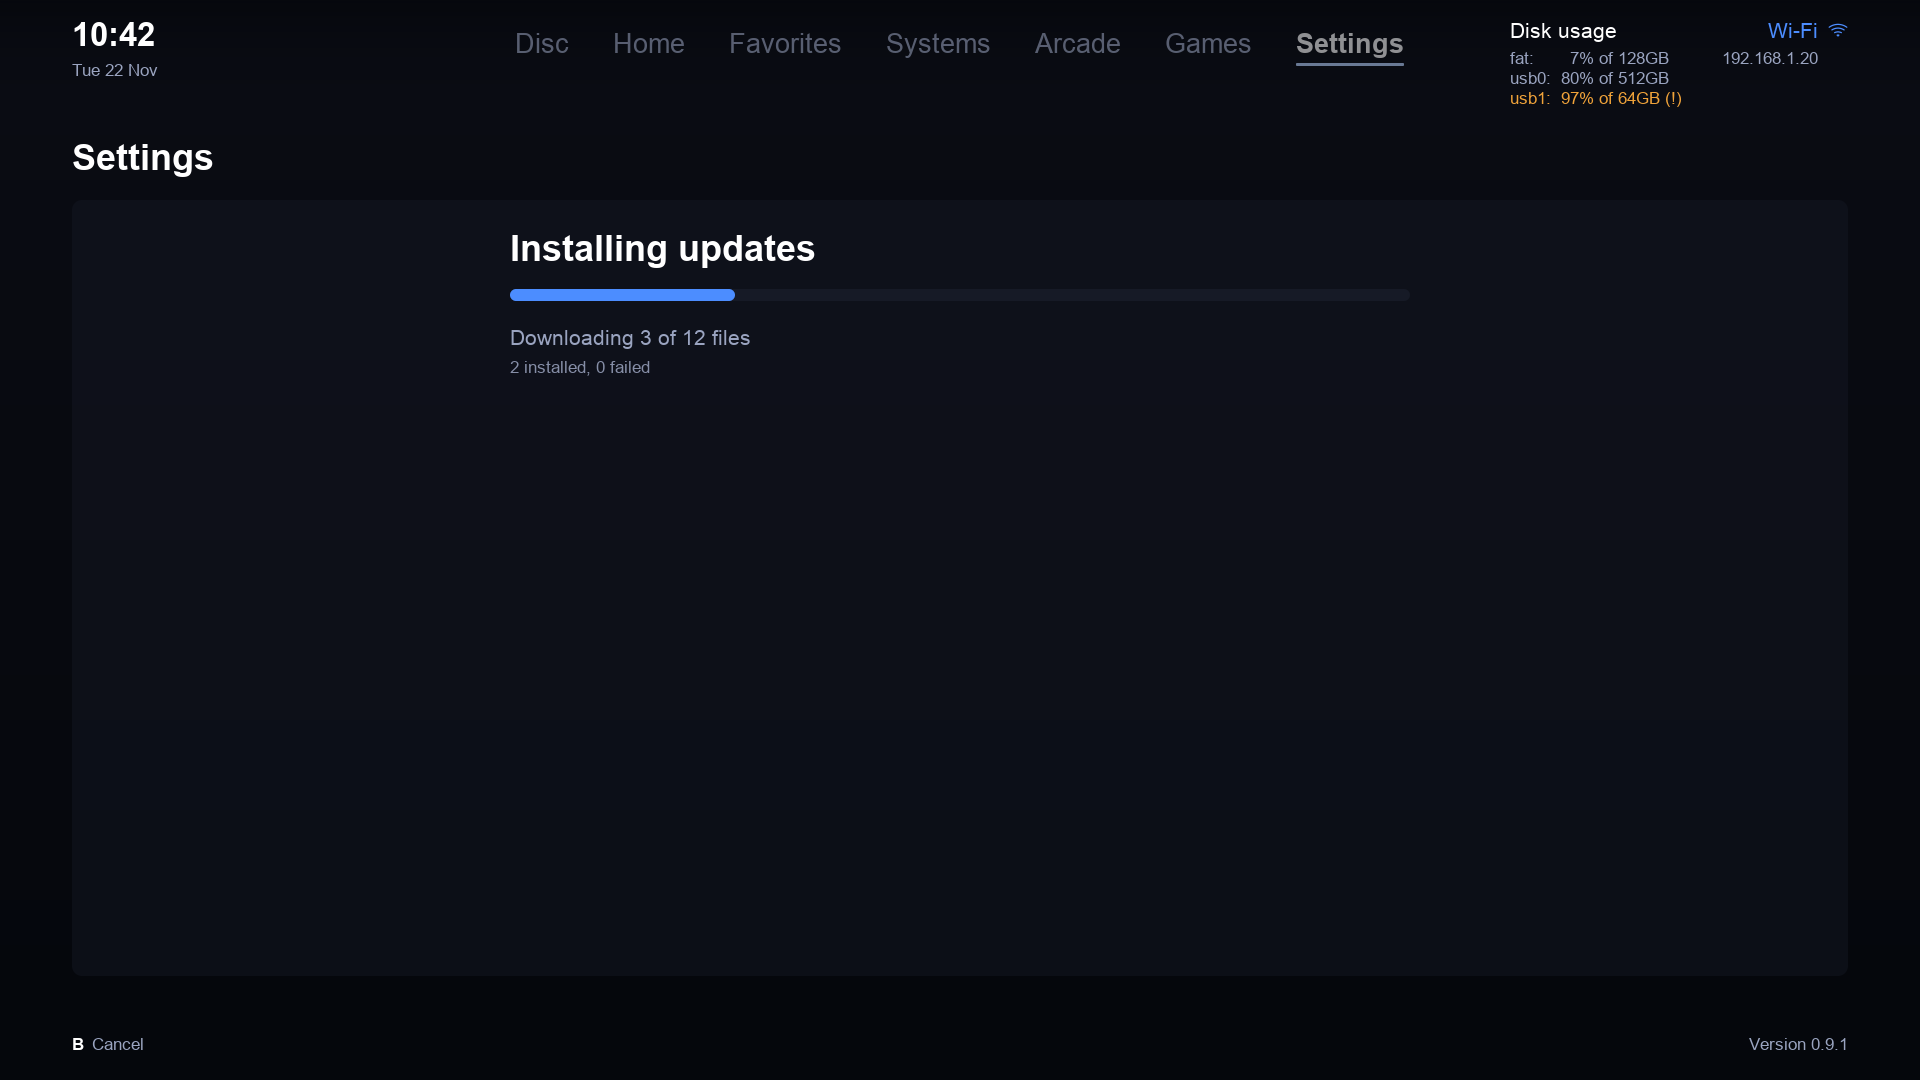 10:42
Tue 22 Nov
Disc Home Favorites Systems Arcade Games Settings
Disk usage
fat: 7% of 128GB
usb0: 80% of 512GB
usb1: 97% of 64GB (!)
Wi-Fi
192.168.1.20
Settings
Installing updates
Downloading 3 of 12 files
2 installed, 0 failed
B Cancel
Version 0.9.1